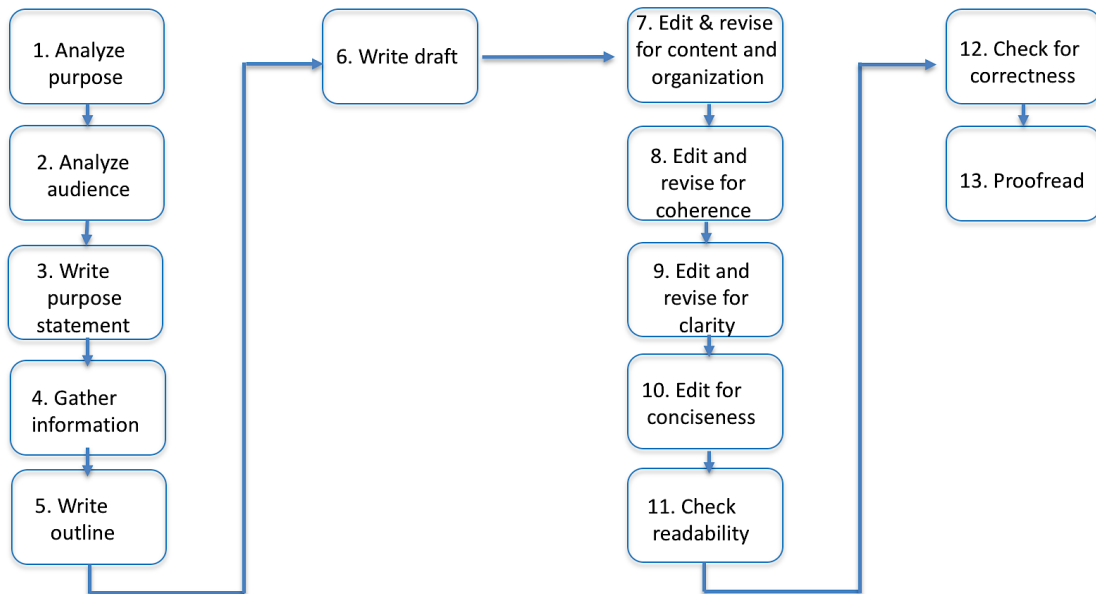 1. Analyze
purpose
2. Analyze
audience
3. Write
purpose
statement
4. Gather
information
5. Write
outline
6. Write draft
7. Edit & revise
for content and
organization
8. Edit and
revise for
coherence
9. Edit and
revise for
clarity
10. Edit for
conciseness
11. Check
readability
12. Check for
correctness
13. Proofread